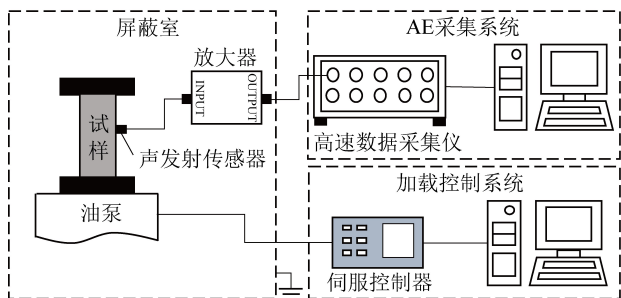 屏蔽室
AE采集系统
放大器
INPUT
OUTPUT
试样
高速数据采集仪
声发射传感器
加载控制系统
油泵
伺服控制器